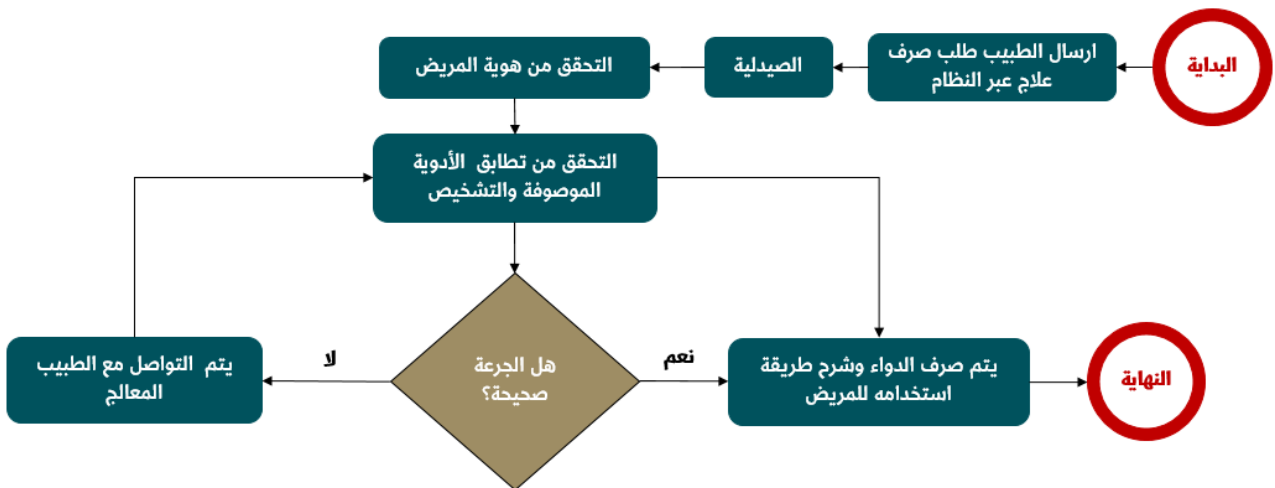 البداية
ارسال الطبيب طلب صرف
علاج عبر النظام
الصيدلية
التحقق من هوية المريض
التحقق من تطابق الأدوية
الموصوفة والتشخيص
هل الجرعة
صحيحة؟
نعم
لا
يتم التواصل مع الطبيب
المعالج
يتم صرف الدواء وشرح طريقة
استخدامه للمريض
النهاية